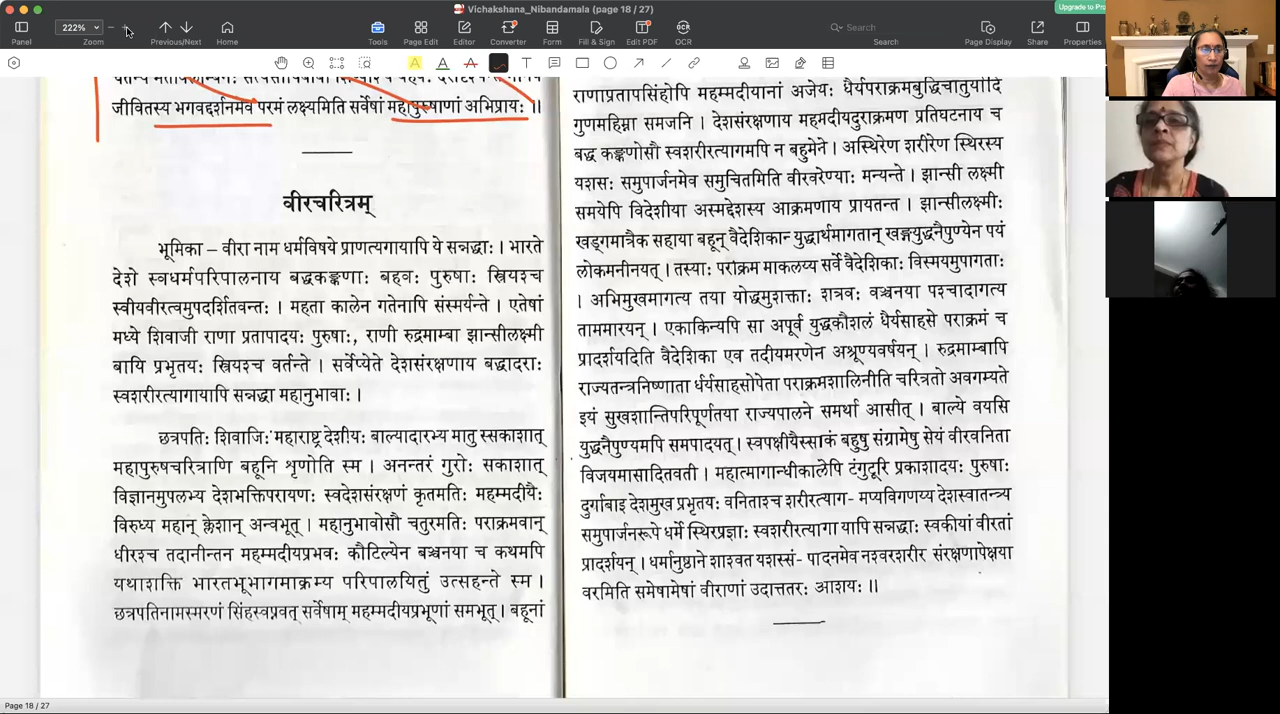 Vichakshana_Nibandamala (page 18 / 27)
Upgrade to Pro
222%
Panel
Zoom
Previous/Next
Home
Tools
Page Edit
Editor
Converter
Form
Fill & Sign
Edit PDF
OCR
Search
Search
Page Display
Share
Properties
जीवितस्य भगवद्दर्शनमेव परमं लक्ष्यमिति सर्वेषां महापुरुषाणां अभिप्रायः ॥
वीरचरित्रम्
भूमिका – वीरा नाम धर्मविषये प्राणत्यगायापि ये सन्नद्धाः । भारते
देशे स्वधर्मपरिपालनाय बद्धकङ्कणाः बहवः पुरुषाः स्त्रियश्च
स्वीयवीरत्वमुपदर्शितवन्तः । महता कालेन गतेनापि संस्मर्यन्ते । एतेषां
मध्ये शिवाजी राणा प्रतापादयः पुरुषाः, राणी रुद्रमाम्बा झान्सीलक्ष्मी
बायि प्रभृतयः स्त्रियश्च वर्तन्ते । सर्वेप्येते देशसंरक्षणाय बद्धादराः
स्वशरीरत्यागायापि सन्नद्धा महानुभावाः ।
छत्रपतिः शिवाजिः महाराष्ट्र देशीयः बाल्यादारभ्य मातु स्सकाशात्
महापुरुषचरित्राणि बहूनि शृणोति स्म । अनन्तरं गुरोः सकाशात्
विज्ञानमुपलभ्य देशभक्तिपरायणः स्वदेशसंरक्षणं कृतमतिः महम्मदीयैः
विरुध्य महान् क्लेशान् अन्वभूत् । महानुभावोसौ चतुरमतिः पराक्रमवान्
धीरश्च तदानीन्तन महम्मदीयप्रभवः कौटिल्येन बञ्चनया च कथमपि
यथाशक्ति भारतभूभागमाक्रम्य परिपालयितुं उत्सहन्ते स्म ।
छत्रपतिनामस्मरणं सिंहस्वप्नवत् सर्वेषाम् महम्मदीयप्रभूणां समभूत् । बहूनां
राणाप्रतापसिंहोपि महम्मदीयानां अजेयः धैर्यपराक्रमबुद्धिचातुर्यादि
गुणमहिम्ना समजनि । देशसंरक्षणाय महमदीयदुराक्रमण प्रतिघटनाय च
बद्ध कङ्कणोसौ स्वशरीरत्यागमपि न बहुमेने । अस्थिरेण शरीरेण स्थिरस्य
यशसः समुपार्जनमेव समुचितमिति वीरवरेण्याः मन्यन्ते । झान्सी लक्ष्मी
समयेपि विदेशीया अस्मद्देशस्य आक्रमणाय प्रायतन्त । झान्सीलक्ष्मीः
खड्गमात्रैक सहाया बहून् वैदेशिकान् युद्धार्थमागतान् खड्गयुद्धनैपुण्येन पर्य
लोकमनीनयत् । तस्याः पराक्रम माकलय्य सर्वे वैदेशिकाः विस्मयमुपागताः
। अभिमुखमागत्य तया योद्धुमुशक्ताः शत्रवः वञ्चनया पश्चादागत्य
ताममारयन् । एकाकिन्यपि सा अपूर्व युद्धकौशलं धैर्यसाहसे पराक्रमं च
प्रादर्शयदिति वैदेशिका एव तदीयमरणेन अश्रूण्यवर्षयन् । रुद्रमाम्बापि
राज्यतन्त्रनिष्णाता धैर्यसाहसोपेता पराक्रमशालिनीति चरित्रतो अवगम्यते
इयं सुखशान्तिपरिपूर्णतया राज्यपालने समर्था आसीत् । बाल्ये वयसि
युद्धनैपुण्यमपि समपादयत् । स्वपक्षीयैस्साकं बहुषु संग्रामेषु सेयं वीरवनिता
विजयमासादितवती । महात्मागान्धीकालेपि टंगुटूरि प्रकाशादयः पुरुषाः
दुर्गाबाइ देशमुख प्रभृतयः वनिताश्च शरीरत्याग- मप्यविगणय्य देशस्वातन्त्र्य
समुपार्जनरूपे धर्मे स्थिरप्रज्ञाः स्वशरीरत्यागा यापि सन्नद्धाः स्वकीयां वीरतां
प्रादर्शयन् । धर्मानुष्ठाने शाश्वत यशस्सं- पादनमेव नश्वरशरीर संरक्षणापेक्षया
वरमिति समेषामेषां वीराणां उदात्ततरः आशयः ॥
Page 18 / 27